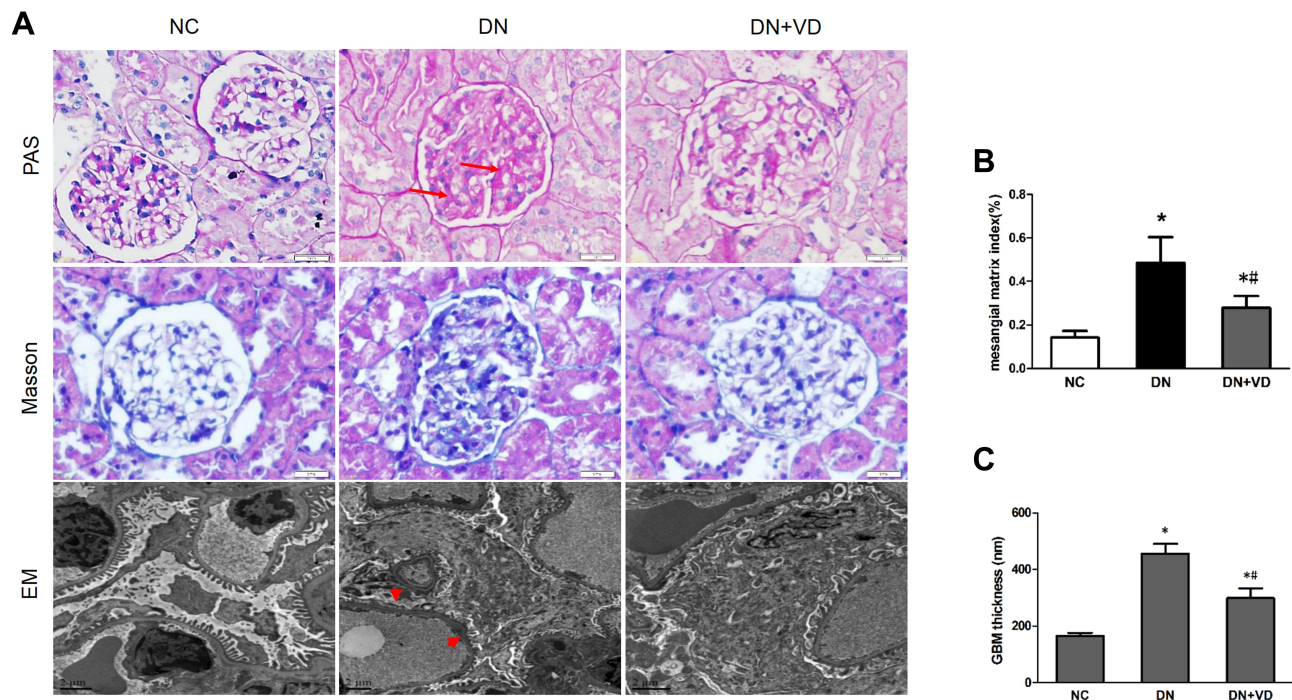 A
NC
DN
DN+VD
PAS
Masson
EM
2 μm
2 μm
2 μm
B
mesangial matrix index(%)
0.8
0.6
0.4
0.2
0.0
*
*#
NC
DN
DN+VD
C
GBM thickness (nm)
600
400
200
0
*
*#
NC
DN
DN+VD